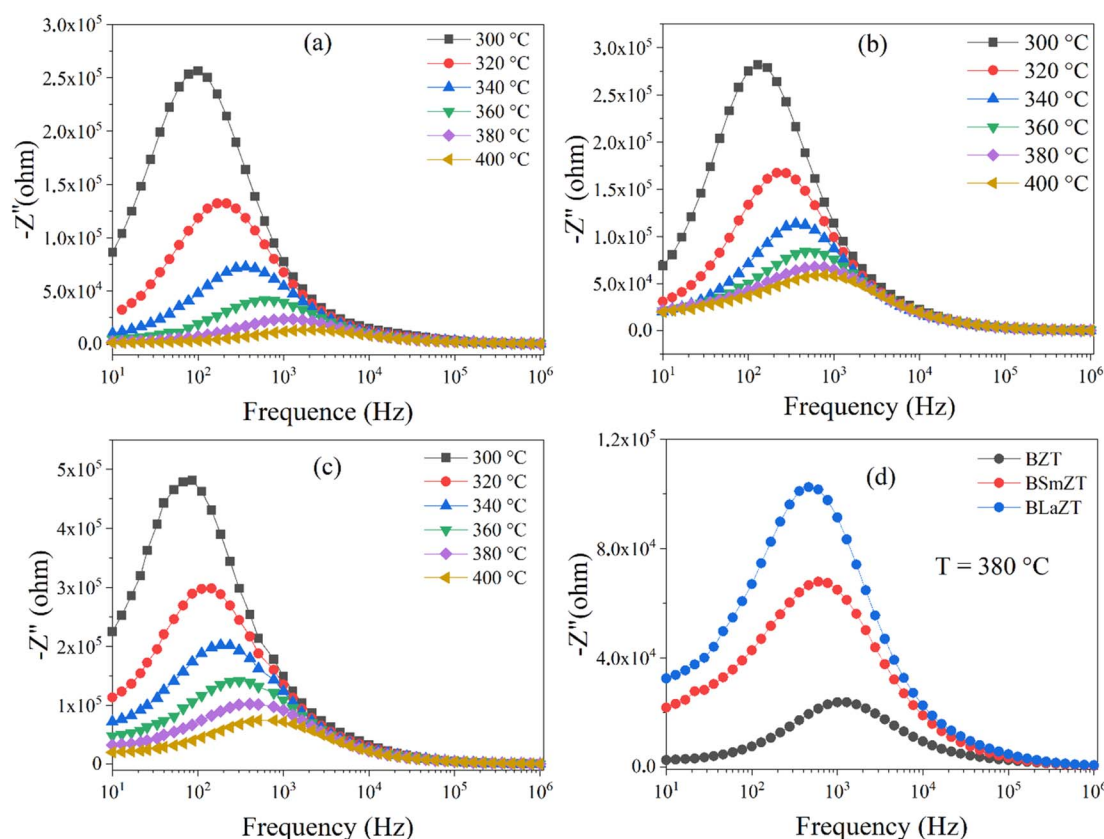 (a)
-Z"(ohm)
3.0x10⁵
2.5x10⁵
2.0x10⁵
1.5x10⁵
1.0x10⁵
5.0x10⁴
0.0
10¹ 10² 10³ 10⁴ 10⁵ 10⁶
Frequence (Hz)
300 °C
320 °C
340 °C
360 °C
380 °C
400 °C
(b)
-Z" (ohm)
3.0x10⁵
2.5x10⁵
2.0x10⁵
1.5x10⁵
1.0x10⁵
5.0x10⁴
0.0
10¹ 10² 10³ 10⁴ 10⁵ 10⁶
Frequency (Hz)
300 °C
320 °C
340 °C
360 °C
380 °C
400 °C
(c)
-Z" (ohm)
5x10⁵
4x10⁵
3x10⁵
2x10⁵
1x10⁵
0
10¹ 10² 10³ 10⁴ 10⁵ 10⁶
Frequency (Hz)
300 °C
320 °C
340 °C
360 °C
380 °C
400 °C
(d)
-Z"(ohm)
1.2x10⁵
8.0x10⁴
4.0x10⁴
0.0
10¹ 10² 10³ 10⁴ 10⁵ 10⁶
Frequency (Hz)
BZT
BSmZT
BLaZT
T = 380 °C